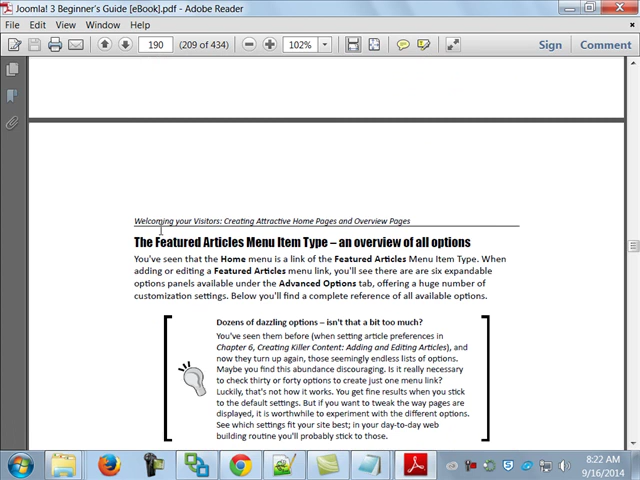 Joomla! 3 Beginner's Guide [eBook].pdf - Adobe Reader
File Edit View Window Help
190 (209 of 434) 102% Sign Comment
Welcoming your Visitors: Creating Attractive Home Pages and Overview Pages
The Featured Articles Menu Item Type – an overview of all options
You've seen that the Home menu is a link of the Featured Articles Menu Item Type. When
adding or editing a Featured Articles menu link, you'll see there are are six expandable
options panels available under the Advanced Options tab, offering a huge number of
customization settings. Below you'll find a complete reference of all available options.
Dozens of dazzling options – isn't that a bit too much?
You've seen them before (when setting article preferences in
Chapter 6, Creating Killer Content: Adding and Editing Articles), and
now they turn up again, those seemingly endless lists of options.
Maybe you find this abundance discouraging. Is it really necessary
to check thirty or forty options to create just one menu link?
Luckily, that's not how it works. You get fine results when you stick
to the default settings. But if you want to tweak the way pages are
displayed, it is worthwhile to experiment with the different options.
See which settings fit your site best; in your day-to-day web
building routine you'll probably stick to those.
8:22 AM
9/16/2014